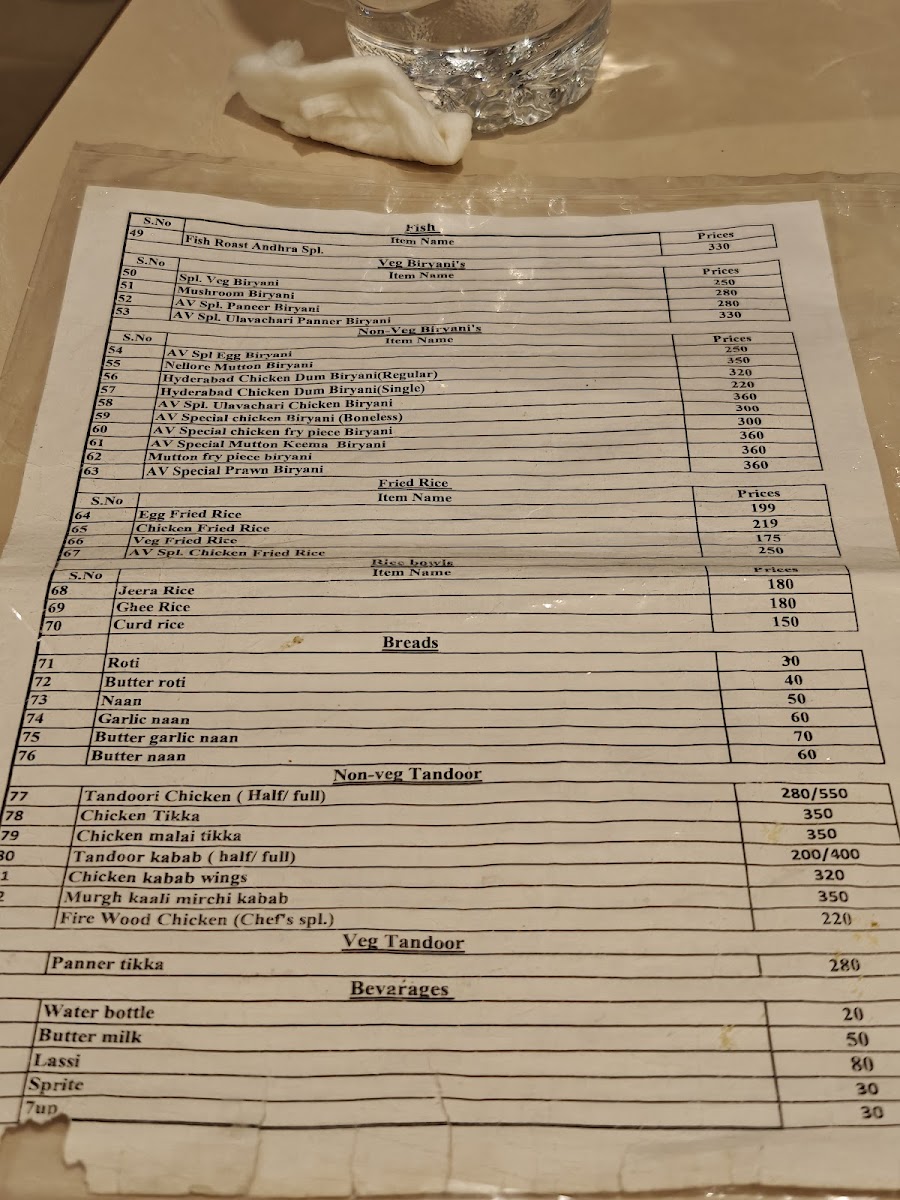 Fish
S.No Item Name Prices
49 Fish Roast Andhra Spl. 330
Veg Biryani's
S.No Item Name Prices
50 Spl. Veg Biryani 250
51 Mushroom Biryani 280
52 AV Spl. Paneer Biryani 280
53 AV Spl. Ulavachari Panner Biryani 330
Non-Veg Biryani's
S.No Item Name Prices
54 AV Spl Egg Biryani 250
55 Nellore Mutton Biryani 350
56 Hyderabad Chicken Dum Biryani(Regular) 320
57 Hyderabad Chicken Dum Biryani(Single) 220
58 AV Spl. Ulavachari Chicken Biryani 360
59 AV Special chicken Biryani (Boneless) 300
60 AV Special chicken fry piece Biryani 300
61 AV Special Mutton Keema Biryani 360
62 Mutton fry piece biryani 360
63 AV Special Prawn Biryani 360
Fried Rice
S.No Item Name Prices
64 Egg Fried Rice 199
65 Chicken Fried Rice 219
66 Veg Fried Rice 175
67 AV Spl. Chicken Fried Rice 250
Rice bowls
S.No Item Name Prices
68 Jeera Rice 180
69 Ghee Rice 180
70 Curd rice 150
Breads
71 Roti 30
72 Butter roti 40
73 Naan 50
74 Garlic naan 60
75 Butter garlic naan 70
76 Butter naan 60
Non-veg Tandoor
77 Tandoori Chicken ( Half/ full) 280/550
78 Chicken Tikka 350
79 Chicken malai tikka 350
80 Tandoor kabab ( half/ full) 200/400
1 Chicken kabab wings 320
2 Murgh kaali mirchi kabab 350
Fire Wood Chicken (Chef's spl.) 220
Veg Tandoor
Panner tikka 280
Bevarages
Water bottle 20
Butter milk 50
Lassi 80
Sprite 30
7up 30